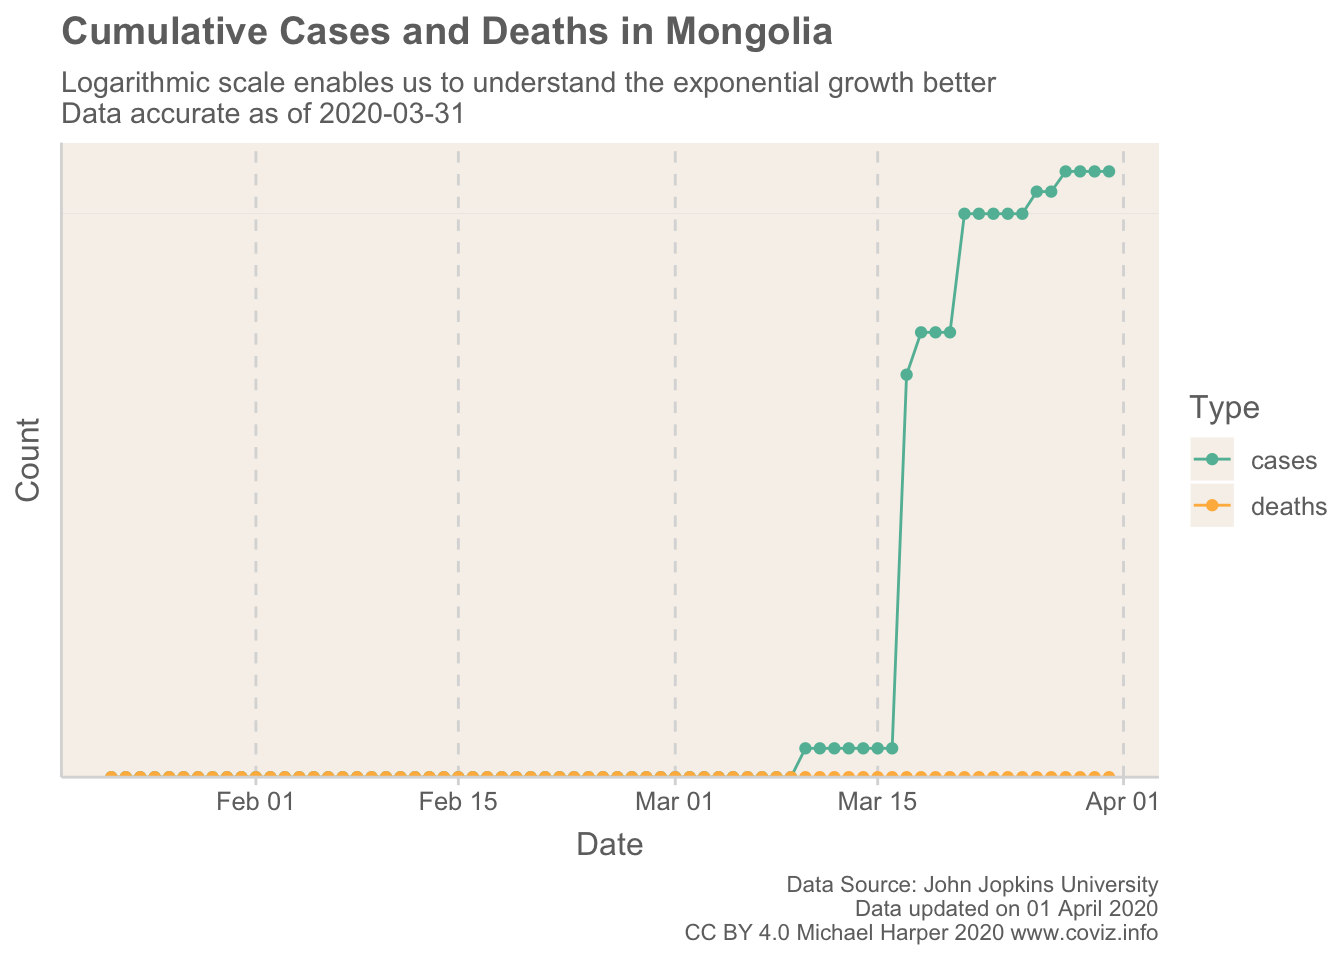 Cumulative Cases and Deaths in Mongolia
Logarithmic scale enables us to understand the exponential growth better
Data accurate as of 2020-03-31
Count
Type
cases
deaths
Feb 01
Feb 15
Mar 01
Mar 15
Apr 01
Date
Data Source: John Jopkins University
Data updated on 01 April 2020
CC BY 4.0 Michael Harper 2020 www.coviz.info